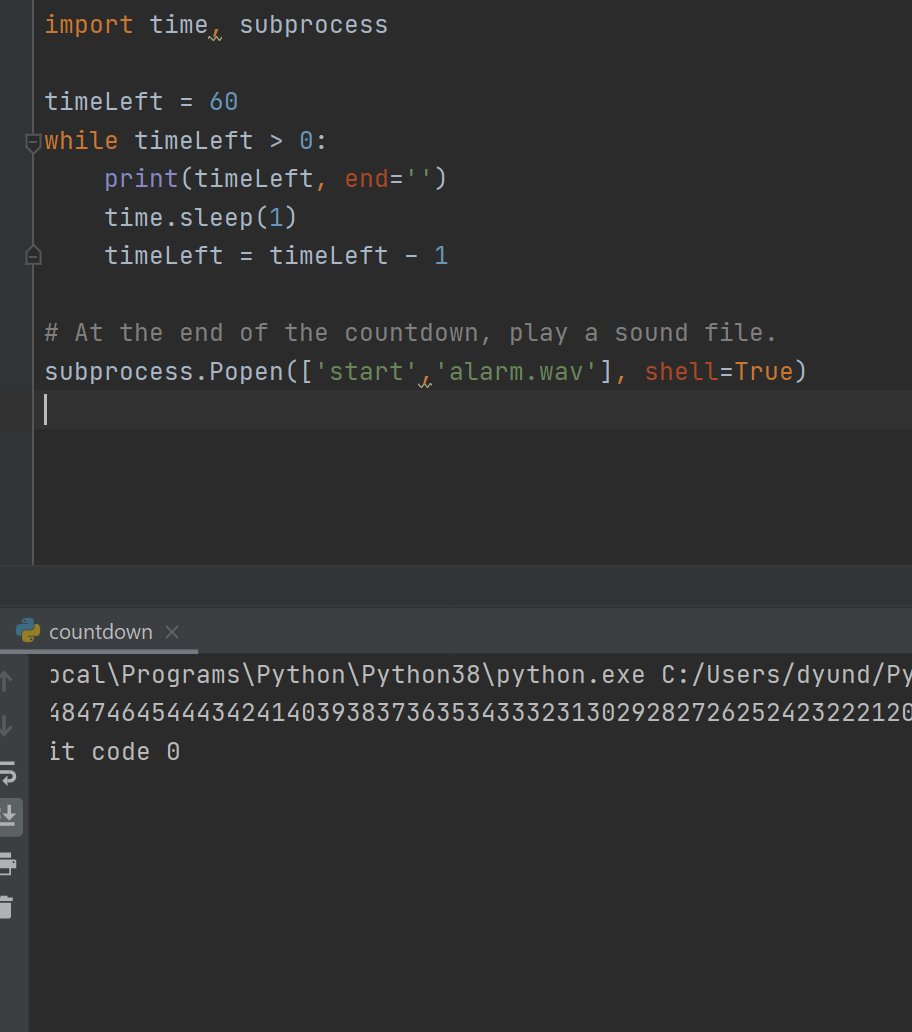 import time, subprocess
timeLeft = 60
while timeLeft > 0:
print(timeLeft, end='')
time.sleep(1)
timeLeft = timeLeft - 1
# At the end of the countdown, play a sound file.
subprocess.Popen(['start','alarm.wav'], shell=True)
countdown
ocal\Programs\Python\Python38\python.exe C:/Users/dyund/Py
484746454443424140393837363534333231302928272625242322212​0
it code 0